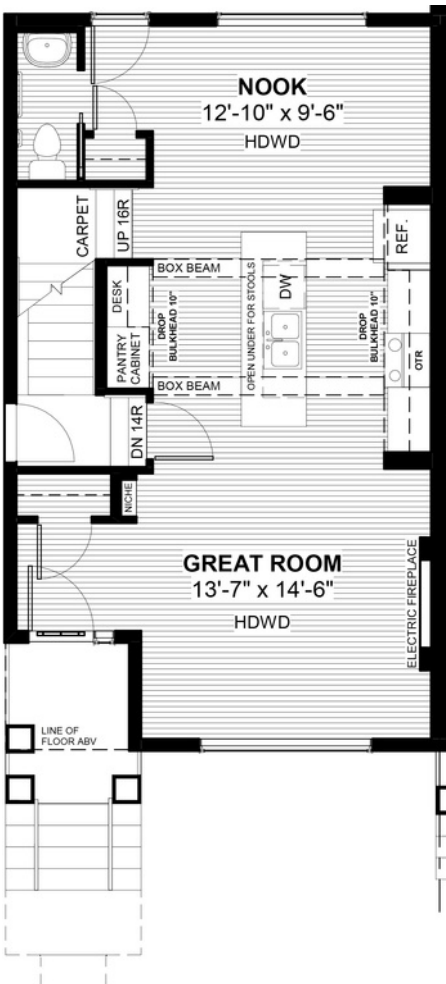 NOOK
12'-10" x 9'-6"
HDWD
CARPET
UP 16R
REF.
BOX BEAM
DESK
PANTRY
CABINET
DROP
BULKHEAD 10"
OPEN UNDER FOR STOOLS
DW
DROP
BULKHEAD 10"
OTR
BOX BEAM
DN 14R
NICHE
GREAT ROOM
13'-7" x 14'-6"
HDWD
ELECTRIC FIREPLACE
LINE OF
FLOOR ABV